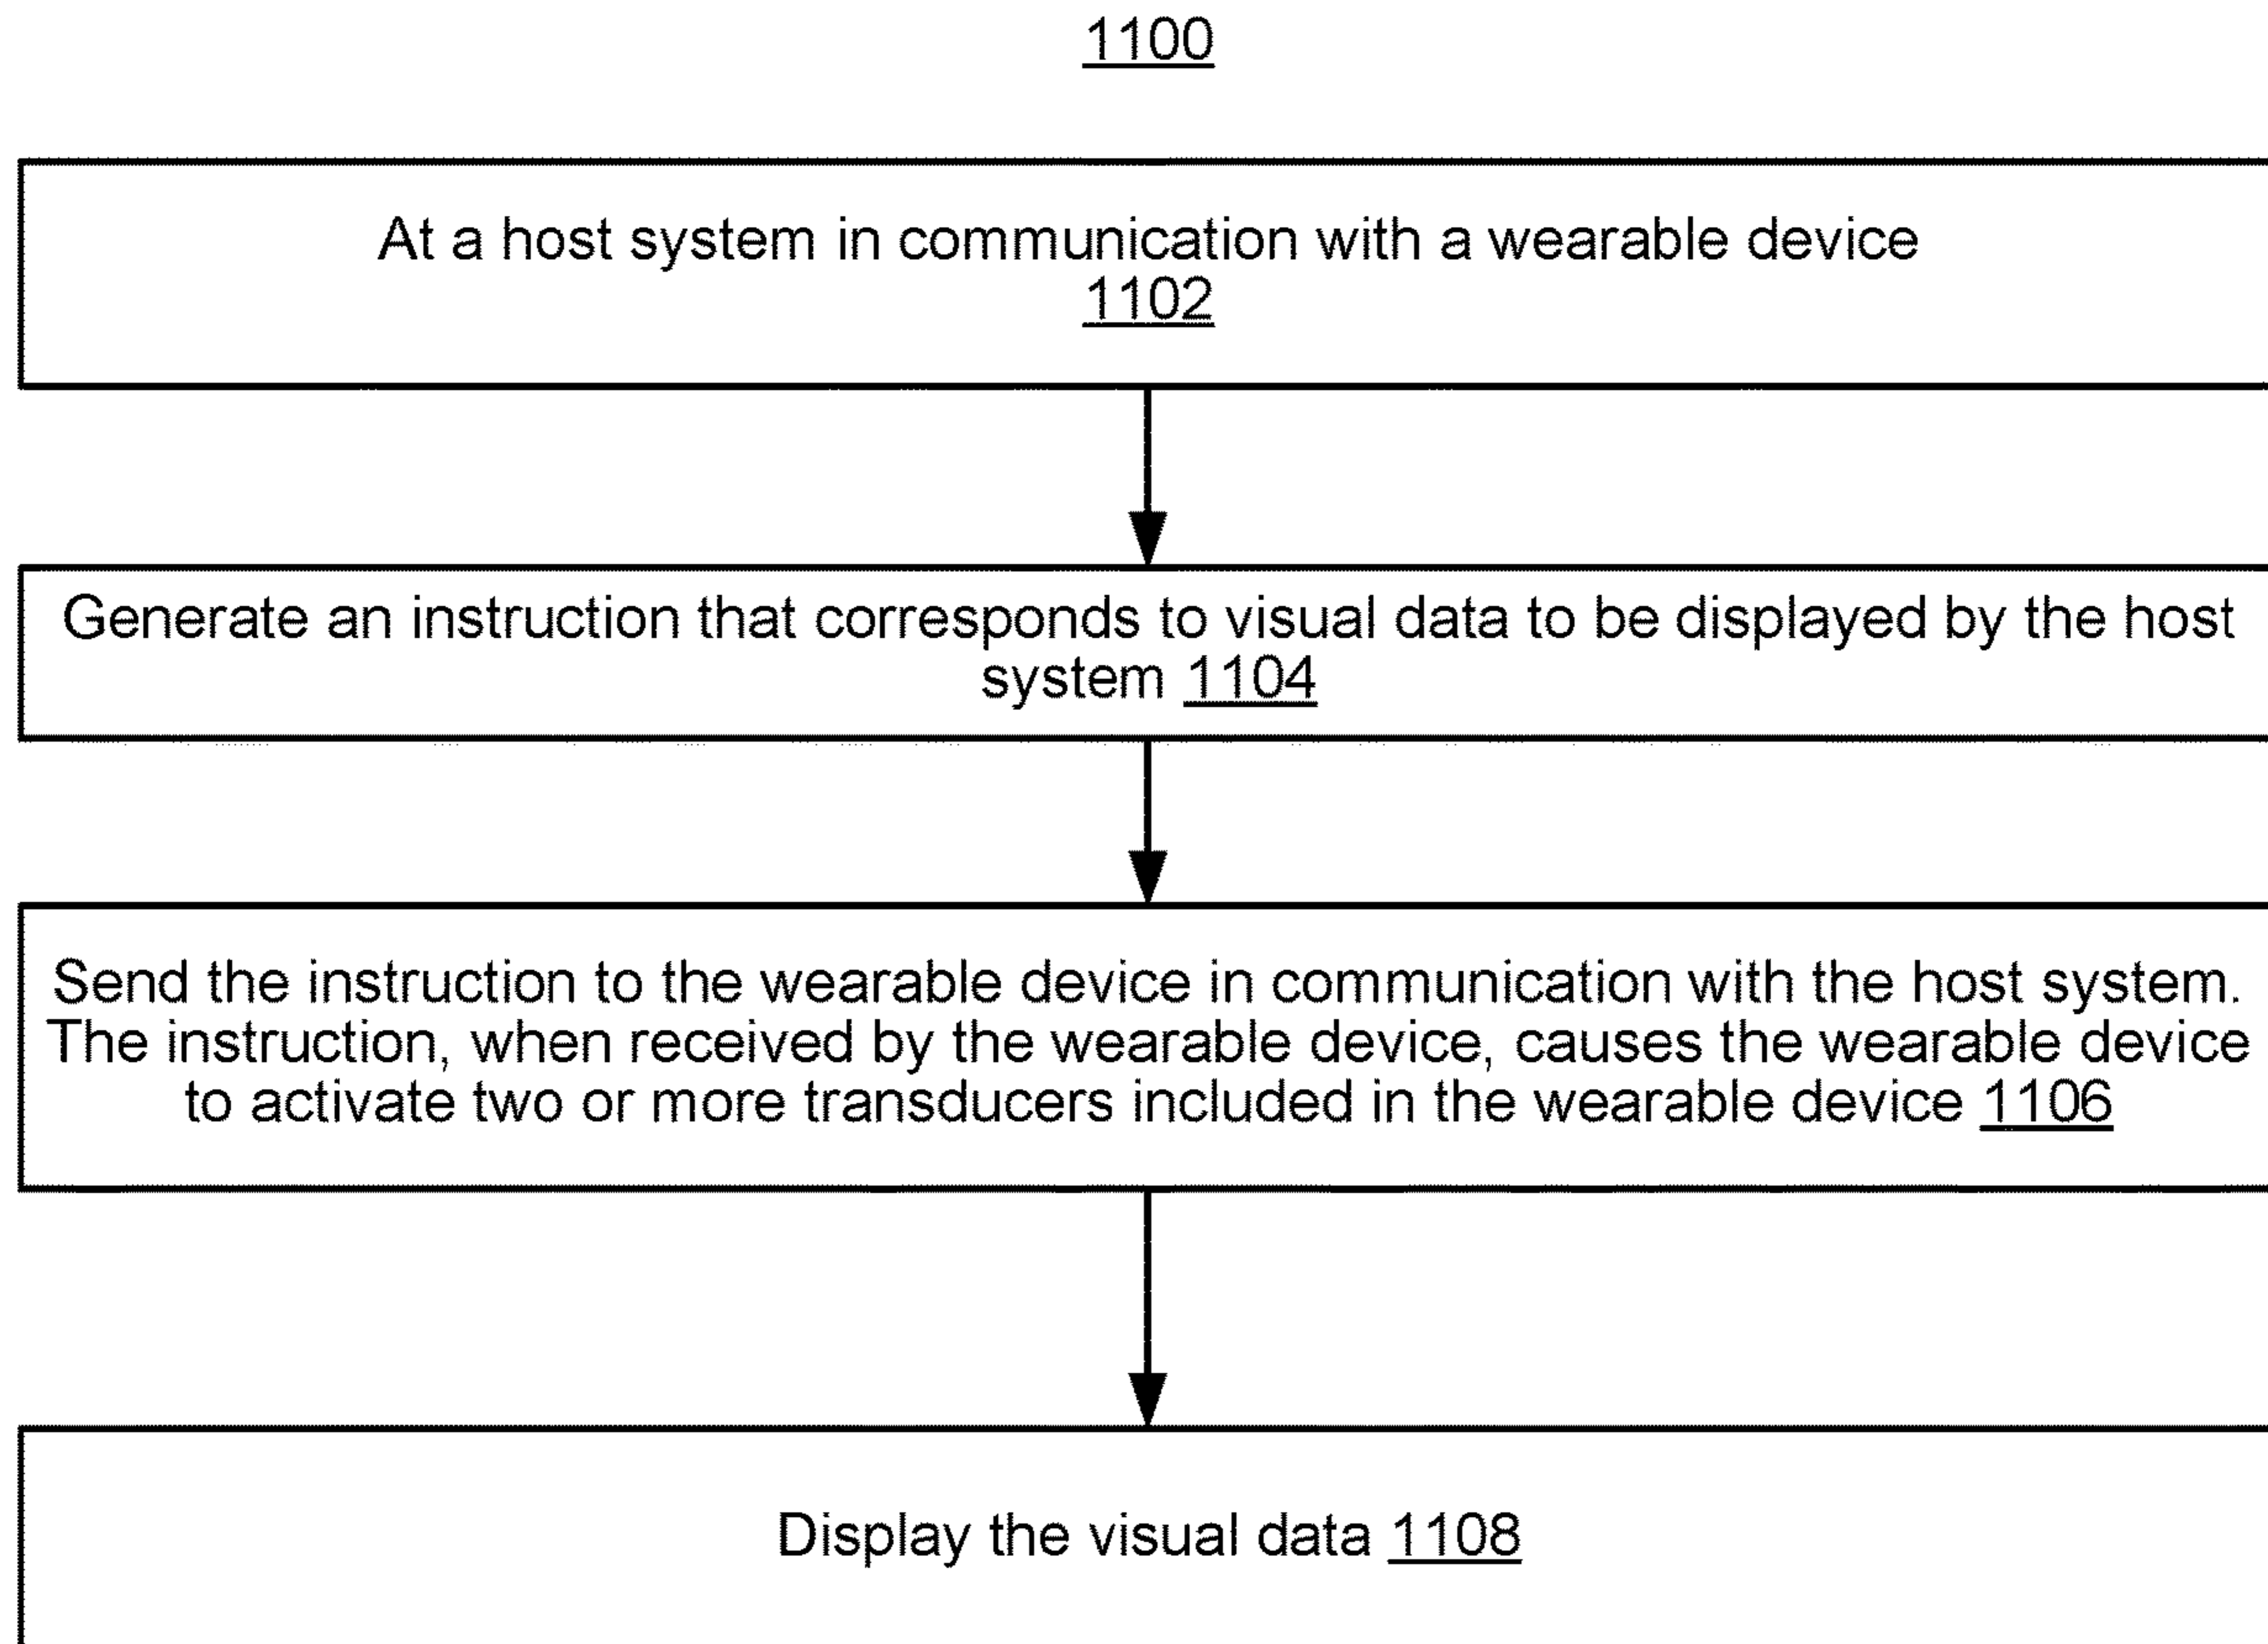 1100
At a host system in communication with a wearable device
1102
Generate an instruction that corresponds to visual data to be displayed by the host
system 1104
Send the instruction to the wearable device in communication with the host system.
The instruction, when received by the wearable device, causes the wearable device
to activate two or more transducers included in the wearable device 1106
Display the visual data 1108